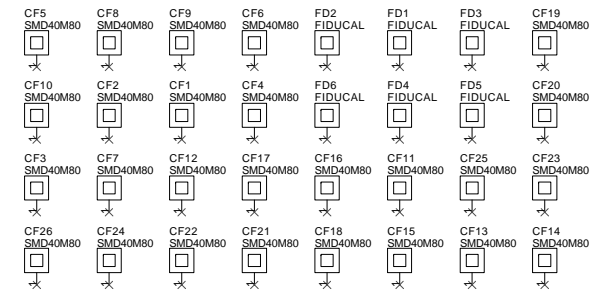 CF5 CF8 CF9 CF6 FD2 FD1 FD3 CF19
SMD40M80 SMD40M80 SMD40M80 SMD40M80 FIDUCAL FIDUCAL FIDUCAL SMD40M80
CF10 CF2 CF1 CF4 FD6 FD4 FD5 CF20
SMD40M80 SMD40M80 SMD40M80 SMD40M80 FIDUCAL FIDUCAL FIDUCAL SMD40M80
CF3 CF7 CF12 CF17 CF16 CF11 CF25 CF23
SMD40M80 SMD40M80 SMD40M80 SMD40M80 SMD40M80 SMD40M80 SMD40M80 SMD40M80
CF26 CF24 CF22 CF21 CF18 CF15 CF13 CF14
SMD40M80 SMD40M80 SMD40M80 SMD40M80 SMD40M80 SMD40M80 SMD40M80 SMD40M80